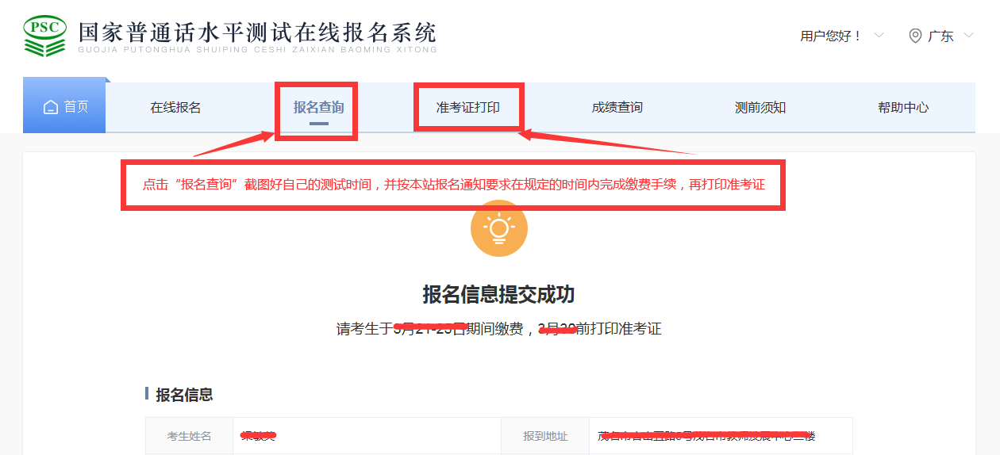 PSC
国家普通话水平测试在线报名系统
GUOJIA PUTONGHUA SHUIPING CESHI ZAIXIAN BAOMING XITONG
用户您好！
广东
首页
在线报名
报名查询
准考证打印
成绩查询
测前须知
帮助中心
点击“报名查询”截图好自己的测试时间，并按本站报名通知要求在规定的时间内完成缴费手续，再打印准考证
报名信息提交成功
请考生于 期间缴费， 前打印准考证
报名信息
考生姓名
报到地址
楼